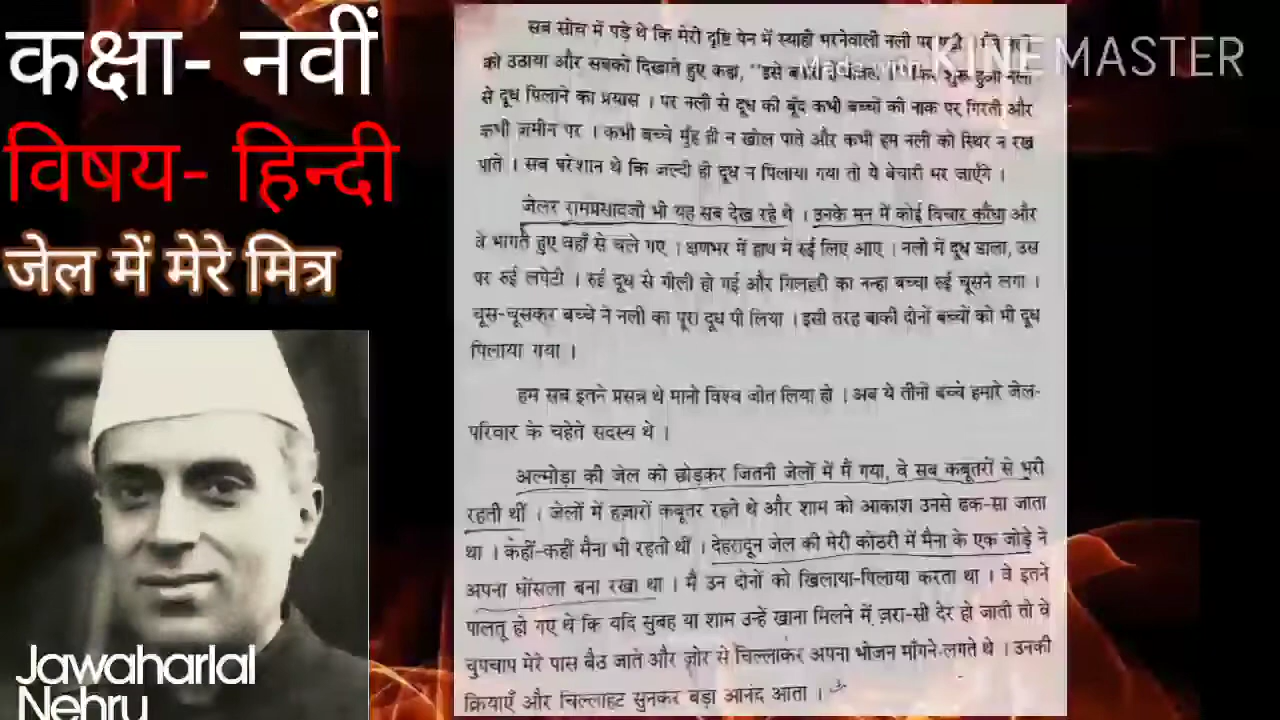 कक्षा- नवीं
विषय- हिन्दी
जेल में मेरे मित्र
Jawaharlal
Nehru
Made with KINEMASTER
सब सोच में पड़े थे कि मेरी दृष्टि पेन में स्याही भरनेवाली नली पर
को उठाया और सबको दिखाते हुए कहा, "इसे
से दूध पिलाने का प्रयास । पर नली से दूध की बूँद कभी बच्चों की नाक पर गिरती और
कभी ज़मीन पर । कभी बच्चे मुँह ही न खोल पाते और कभी हम नली को स्थिर न रख
पाते । सब परेशान थे कि जल्दी ही दूध न पिलाया गया तो ये बेचारी मर जाएँगे ।
जेलर रामप्रसादजी भी यह सब देख रहे थे । उनके मन में कोई विचार कौंधा और
वे भागते हुए वहाँ से चले गए । क्षणभर में हाथ में रुई लिए आए । नली में दूध डाला, उस
पर रुई लपेटी । रुई दूध से गीली हो गई और गिलहरी का नन्हा बच्चा रुई चूसने लगा ।
चूस-चूसकर बच्चे ने नली का पूरा दूध पी लिया । इसी तरह बाकी दोनों बच्चों को भी दूध
पिलाया गया ।
हम सब इतने प्रसन्न थे मानो विश्व जीत लिया हो । अब ये तीनों बच्चे हमारे जेल-
परिवार के चहेते सदस्य थे ।
अल्मोड़ा की जेल को छोड़कर जितनी जेलों में मैं गया, वे सब कबूतरों से भरी
रहती थीं । जेलों में हज़ारों कबूतर रहते थे और शाम को आकाश उनसे ढक-सा जाता
था । कहीं-कहीं मैना भी रहती थीं । देहरादून जेल की मेरी कोठरी में मैना के एक जोड़े ने
अपना घोंसला बना रखा था । मैं उन दोनों को खिलाया-पिलाया करता था । वे इतने
पालतू हो गए थे कि यदि सुबह या शाम उन्हें खाना मिलने में ज़रा-सी देर हो जाती तो वे
चुपचाप मेरे पास बैठ जाते और ज़ोर से चिल्लाकर अपना भोजन माँगने लगते थे । उनकी
क्रियाएँ और चिल्लाहट सुनकर बड़ा आनंद आता ।